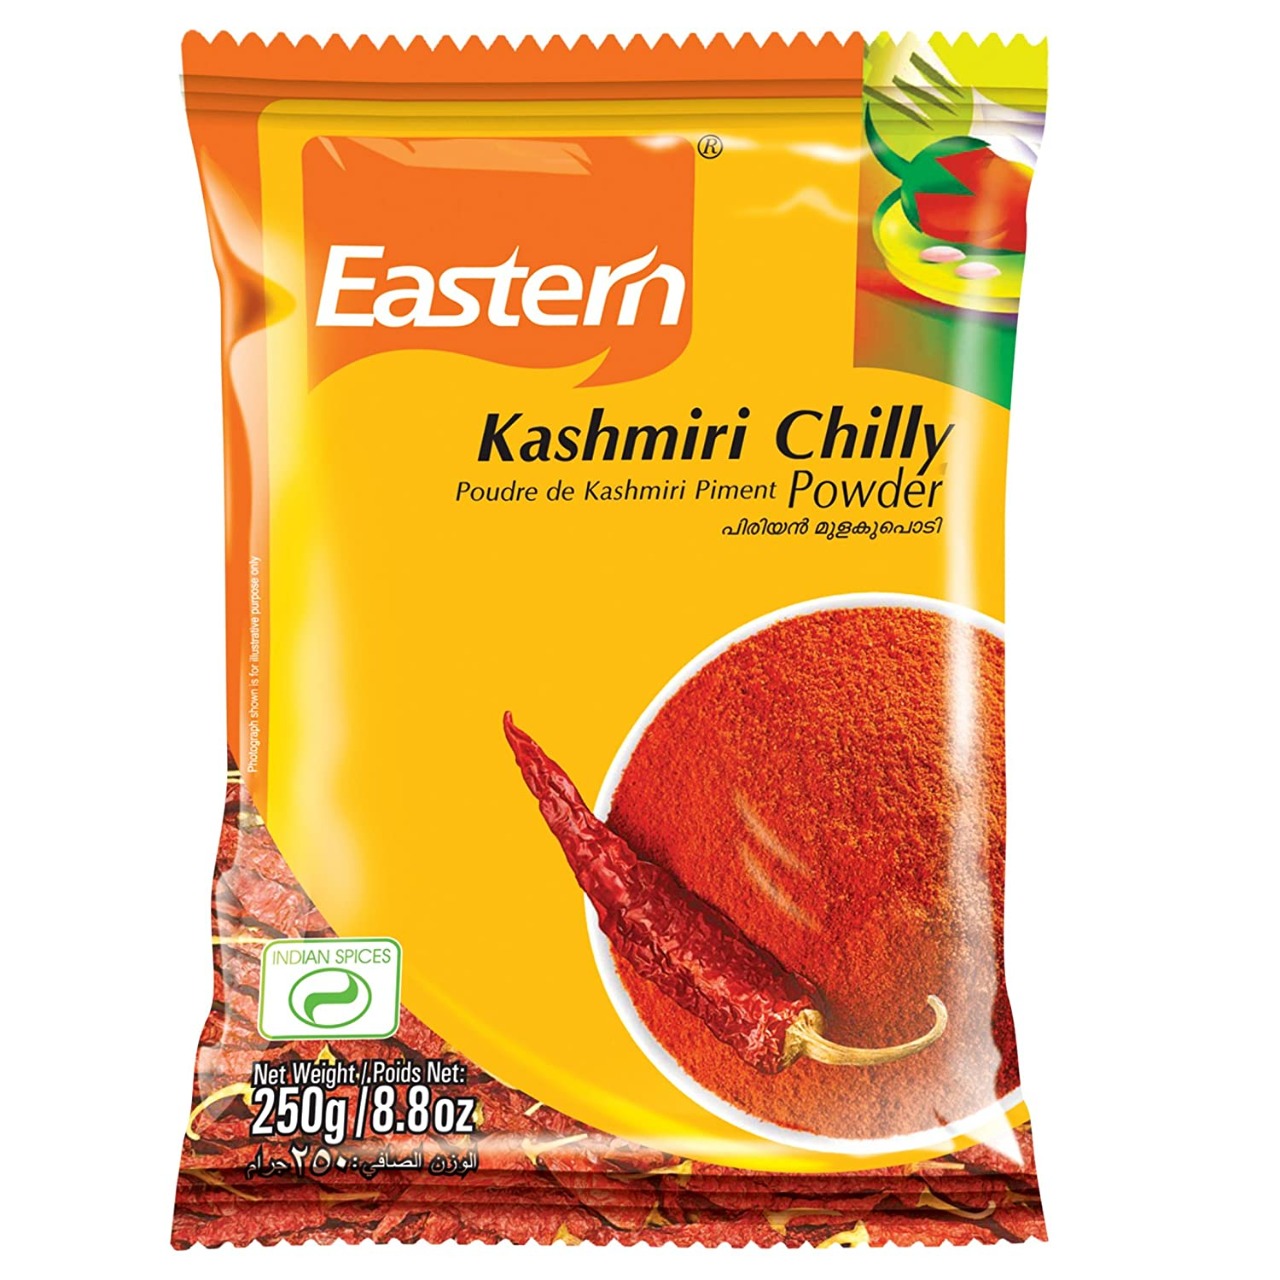 Eastern®
Kashmiri Chilly
Poudre de Kashmiri Piment Powder
പിരിയൻ മുളകുപൊടി
Photograph shown is for illustrative purpose only
INDIAN SPICES
Net Weight / Poids Net:
250g / 8.8oz
الوزن الصافي: ٢٥٠ جرام